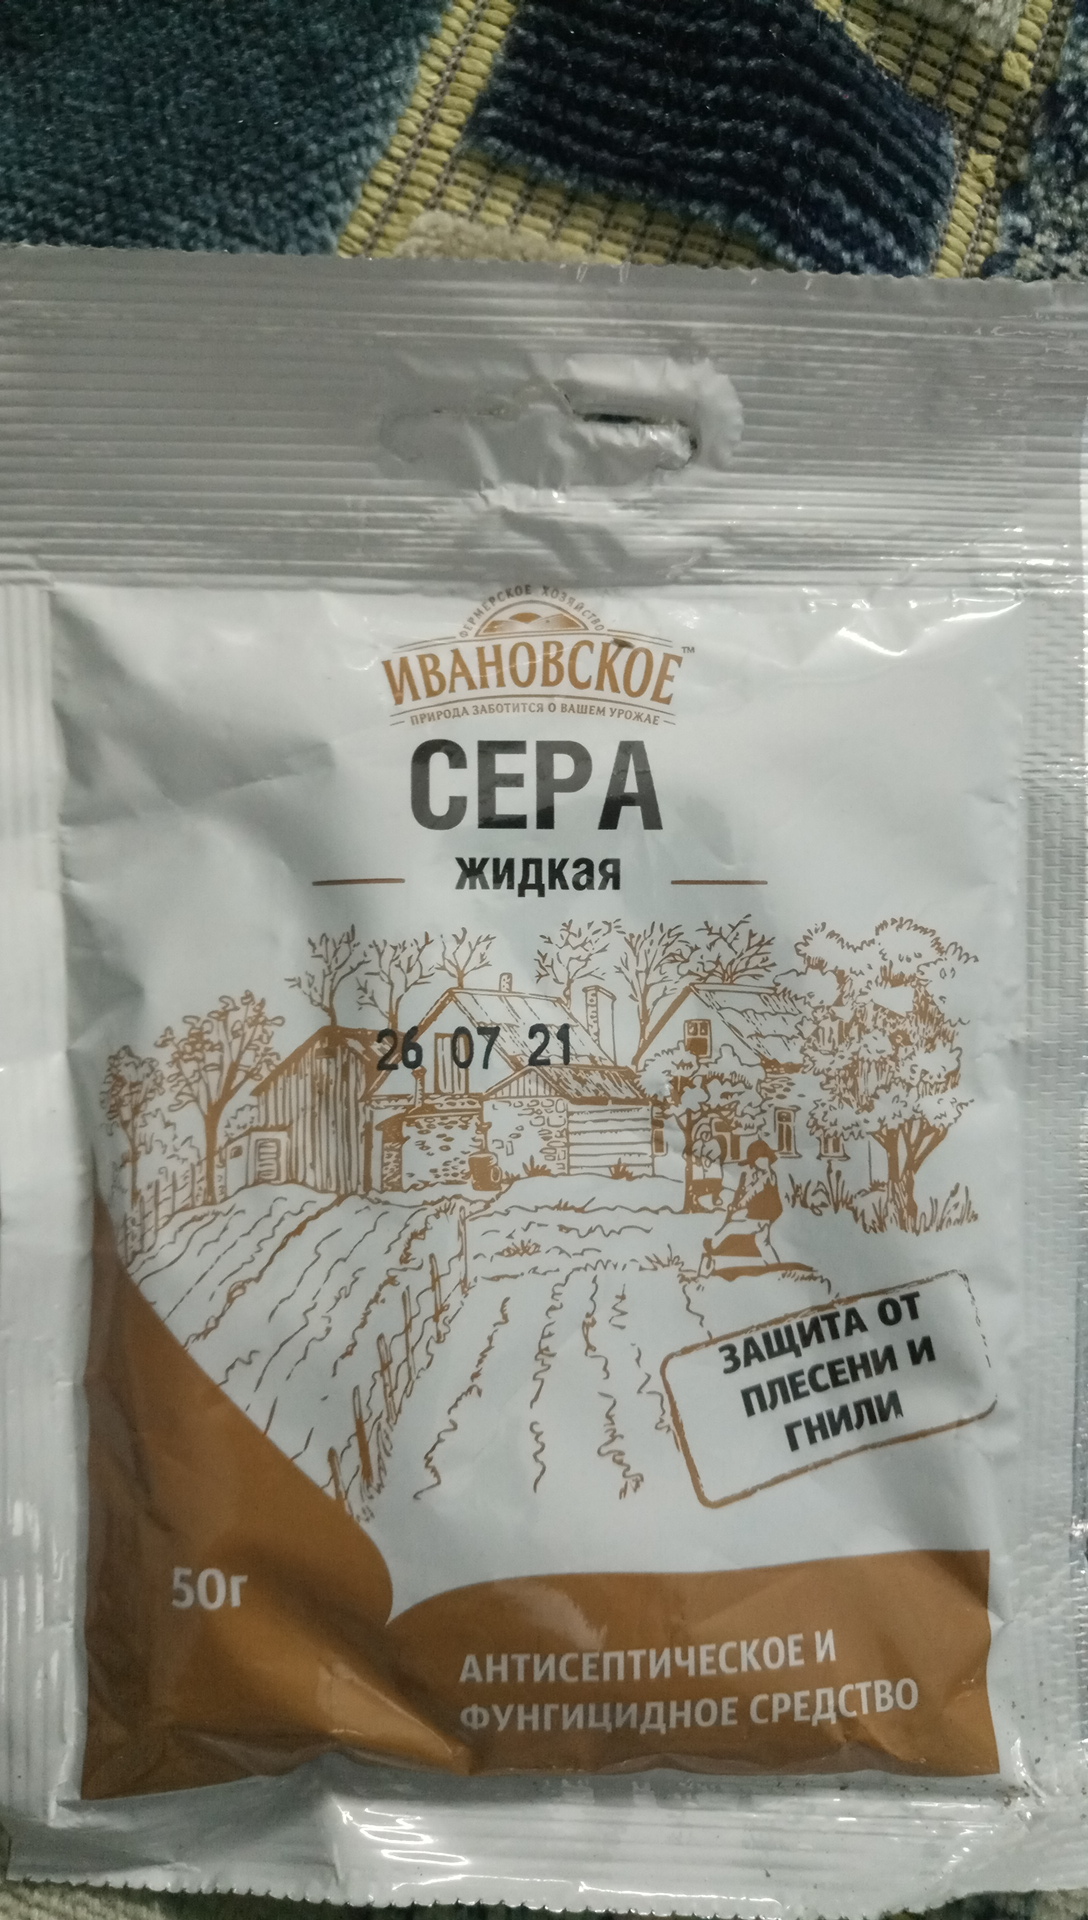 ФЕРМЕРСКОЕ ХОЗЯЙСТВО
ИВАНОВСКОЕ™
ПРИРОДА ЗАБОТИТСЯ О ВАШЕМ УРОЖАЕ
СЕРА
жидкая
26 07 21
ЗАЩИТА ОТ
ПЛЕСЕНИ И
ГНИЛИ
50г
АНТИСЕПТИЧЕСКОЕ И
ФУНГИЦИДНОЕ СРЕДСТВО